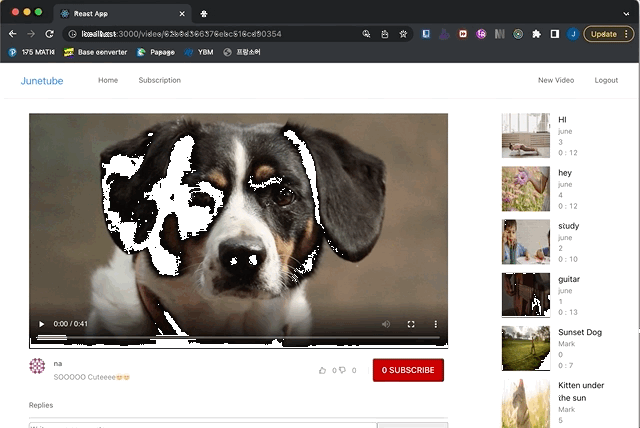 React App
localhost:3000/video/
Update
175 MATH
Base converter
Papago
YBM
프랑소어
Junetube
Home
Subscription
New Video
Logout
HI
june
3
0 : 12
hey
june
4
0 : 12
study
june
2
0 : 10
guitar
june
1
0 : 13
Sunset Dog
Mark
0
0 : 7
Kitten under
the sun
Mark
5
0:00 / 0:41
na
SOOOOO Cuteeee😍😍
0
0
0 SUBSCRIBE
Replies